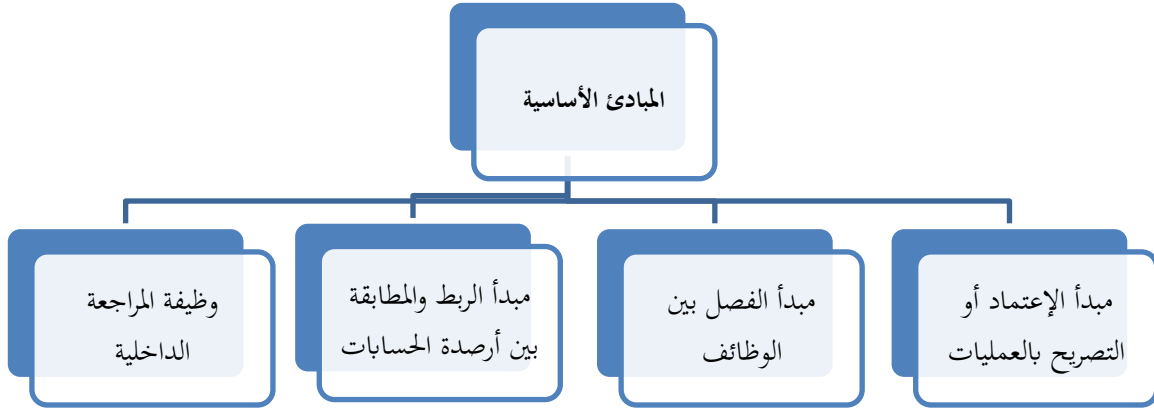 المبادئ الأساسية
مبدأ الإعتماد أو
التصريح بالعمليات
مبدأ الفصل بين
الوظائف
مبدأ الربط والمطابقة
بين أرصدة الحسابات
وظيفة المراجعة
الداخلية